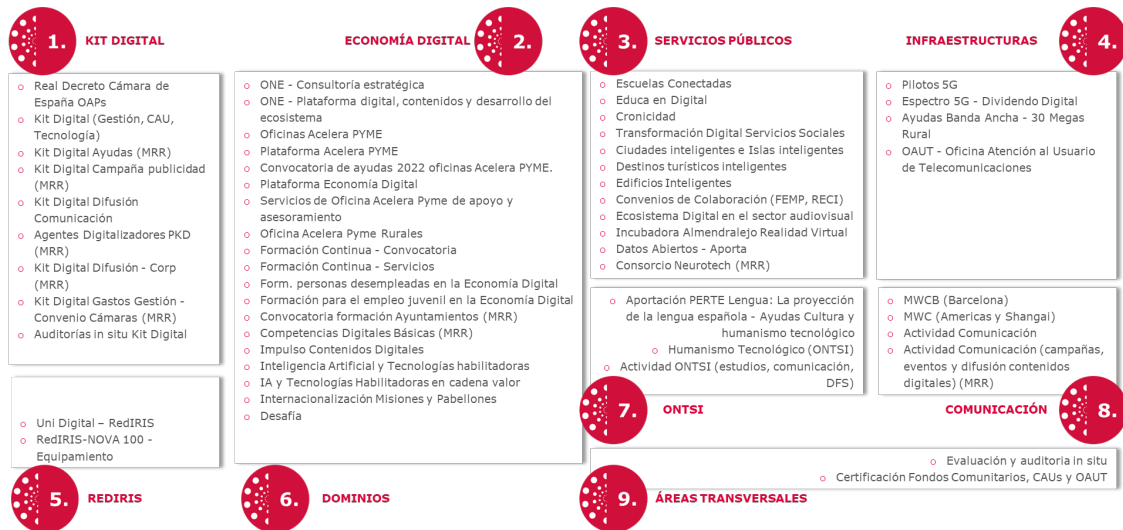 1. KIT DIGITAL
Real Decreto Cámara de
España OAPs
Kit Digital (Gestión, CAU,
Tecnología)
Kit Digital Ayudas (MRR)
Kit Digital Campaña publicidad
(MRR)
Kit Digital Difusión
Comunicación
Agentes Digitalizadores PKD
(MRR)
Kit Digital Difusión - Corp
(MRR)
Kit Digital Gastos Gestión -
Convenio Cámaras (MRR)
Auditorías in situ Kit Digital
ECONOMÍA DIGITAL 2.
ONE - Consultoría estratégica
ONE - Plataforma digital, contenidos y desarrollo del
ecosistema
Oficinas Acelera PYME
Plataforma Acelera PYME
Convocatoria de ayudas 2022 oficinas Acelera PYME.
Plataforma Economía Digital
Servicios de Oficina Acelera Pyme de apoyo y
asesoramiento
Oficina Acelera Pyme Rurales
Formación Continua - Convocatoria
Formación Continua - Servicios
Form. personas desempleadas en la Economía Digital
Formación para el empleo juvenil en la Economía Digital
Convocatoria formación Ayuntamientos (MRR)
Competencias Digitales Básicas (MRR)
Impulso Contenidos Digitales
Inteligencia Artificial y Tecnologías habilitadoras
IA y Tecnologías Habilitadoras en cadena valor
Internacionalización Misiones y Pabellones
Desafía
3. SERVICIOS PÚBLICOS
Escuelas Conectadas
Educa en Digital
Cronicidad
Transformación Digital Servicios Sociales
Ciudades inteligentes e Islas inteligentes
Destinos turísticos inteligentes
Edificios Inteligentes
Convenios de Colaboración (FEMP, RECI)
Ecosistema Digital en el sector audiovisual
Incubadora Almendralejo Realidad Virtual
Datos Abiertos - Aporta
Consorcio Neurotech (MRR)
INFRAESTRUCTURAS 4.
Pilotos 5G
Espectro 5G - Dividendo Digital
Ayudas Banda Ancha - 30 Megas
Rural
OAUT - Oficina Atención al Usuario
de Telecomunicaciones
Uni Digital – RedIRIS
RedIRIS-NOVA 100 -
Equipamiento
5. REDIRIS
6. DOMINIOS
Aportación PERTE Lengua: La proyección
de la lengua española - Ayudas Cultura y
humanismo tecnológico
Humanismo Tecnológico (ONTSI)
Actividad ONTSI (estudios, comunicación,
DFS)
7. ONTSI
MWCB (Barcelona)
MWC (Americas y Shangai)
Actividad Comunicación
Actividad Comunicación (campañas,
eventos y difusión contenidos
digitales) (MRR)
COMUNICACIÓN 8.
Evaluación y auditoria in situ
Certificación Fondos Comunitarios, CAUs y OAUT
9. ÁREAS TRANSVERSALES